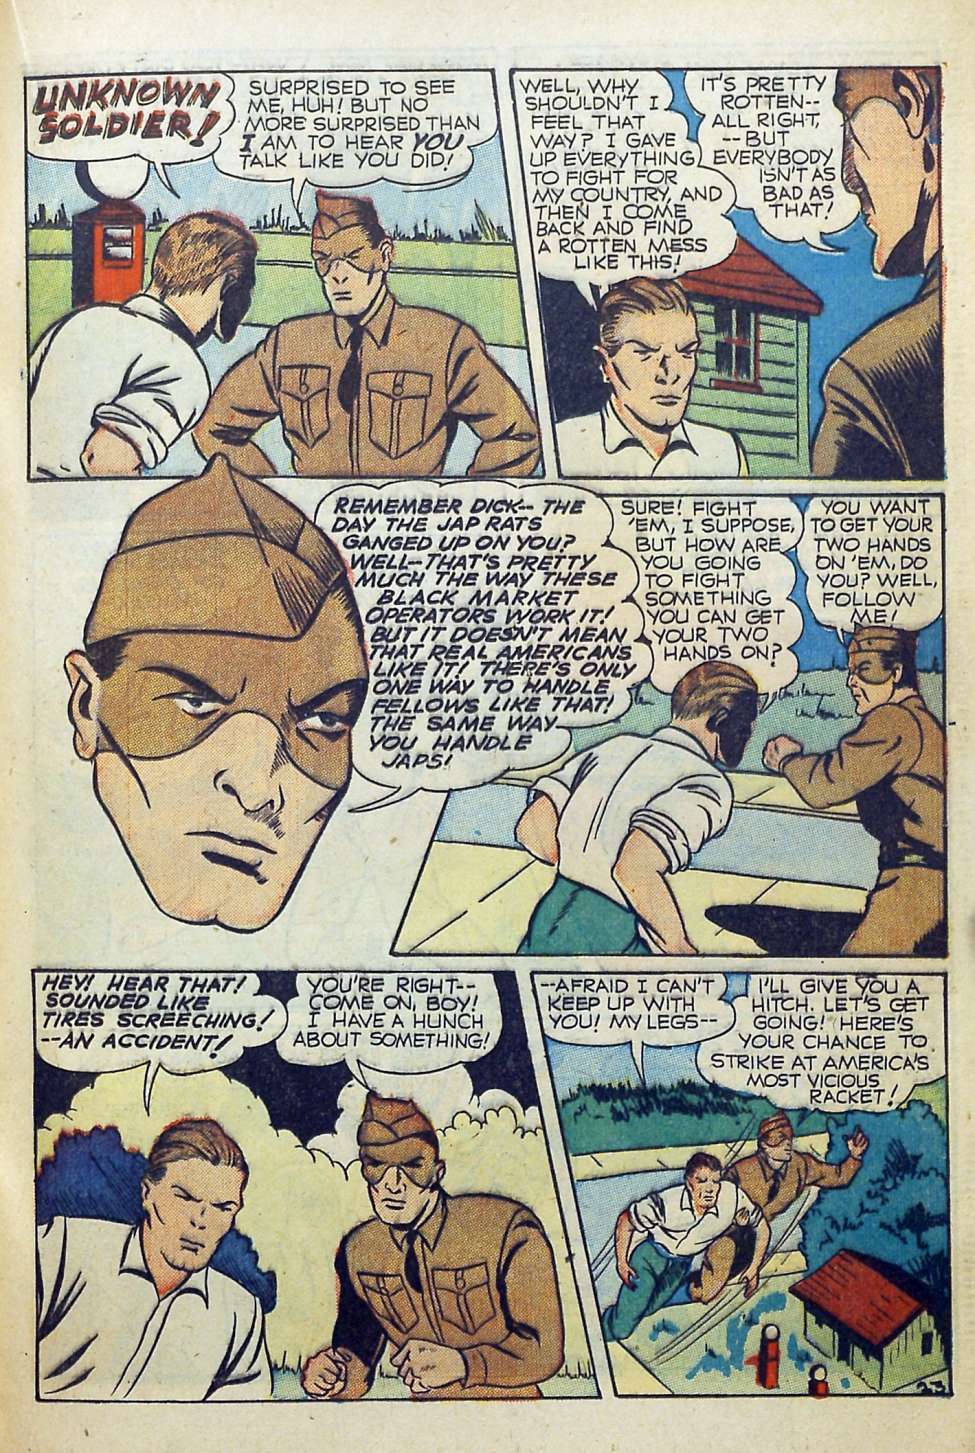 UNKNOWN
SOLDIER!
SURPRISED TO SEE
ME, HUH! BUT NO
MORE SURPRISED THAN
I AM TO HEAR YOU
TALK LIKE YOU DID!
WELL, WHY
SHOULDN'T I
FEEL THAT
WAY? I GAVE
UP EVERYTHING
TO FIGHT FOR
MY COUNTRY, AND
THEN I COME
BACK AND FIND
A ROTTEN MESS
LIKE THIS!
IT'S PRETTY
ROTTEN--
ALL RIGHT,
--BUT
EVERYBODY
ISN'T AS
BAD AS
THAT!
REMEMBER DICK-- THE
DAY THE JAP RATS
GANGED UP ON YOU?
WELL--THAT'S PRETTY
MUCH THE WAY THESE
BLACK MARKET
OPERATORS WORK IT!
BUT IT DOESN'T MEAN
THAT REAL AMERICANS
LIKE IT! THERE'S ONLY
ONE WAY TO HANDLE
FELLOWS LIKE THAT!
THE SAME WAY
YOU HANDLE
JAPS!
SURE! FIGHT
'EM, I SUPPOSE,
BUT HOW ARE
YOU GOING
TO FIGHT
SOMETHING
YOU CAN GET
YOUR TWO
HANDS ON?
YOU WANT
TO GET YOUR
TWO HANDS
ON 'EM, DO
YOU? WELL,
FOLLOW
ME!
HEY! HEAR THAT!
SOUNDED LIKE
TIRES SCREECHING!
--AN ACCIDENT!
YOU'RE RIGHT--
COME ON, BOY!
I HAVE A HUNCH
ABOUT SOMETHING!
--AFRAID I CAN'T
KEEP UP WITH
YOU! MY LEGS--
I'LL GIVE YOU A
HITCH. LET'S GET
GOING! HERE'S
YOUR CHANCE TO
STRIKE AT AMERICA'S
MOST VICIOUS
RACKET!
23